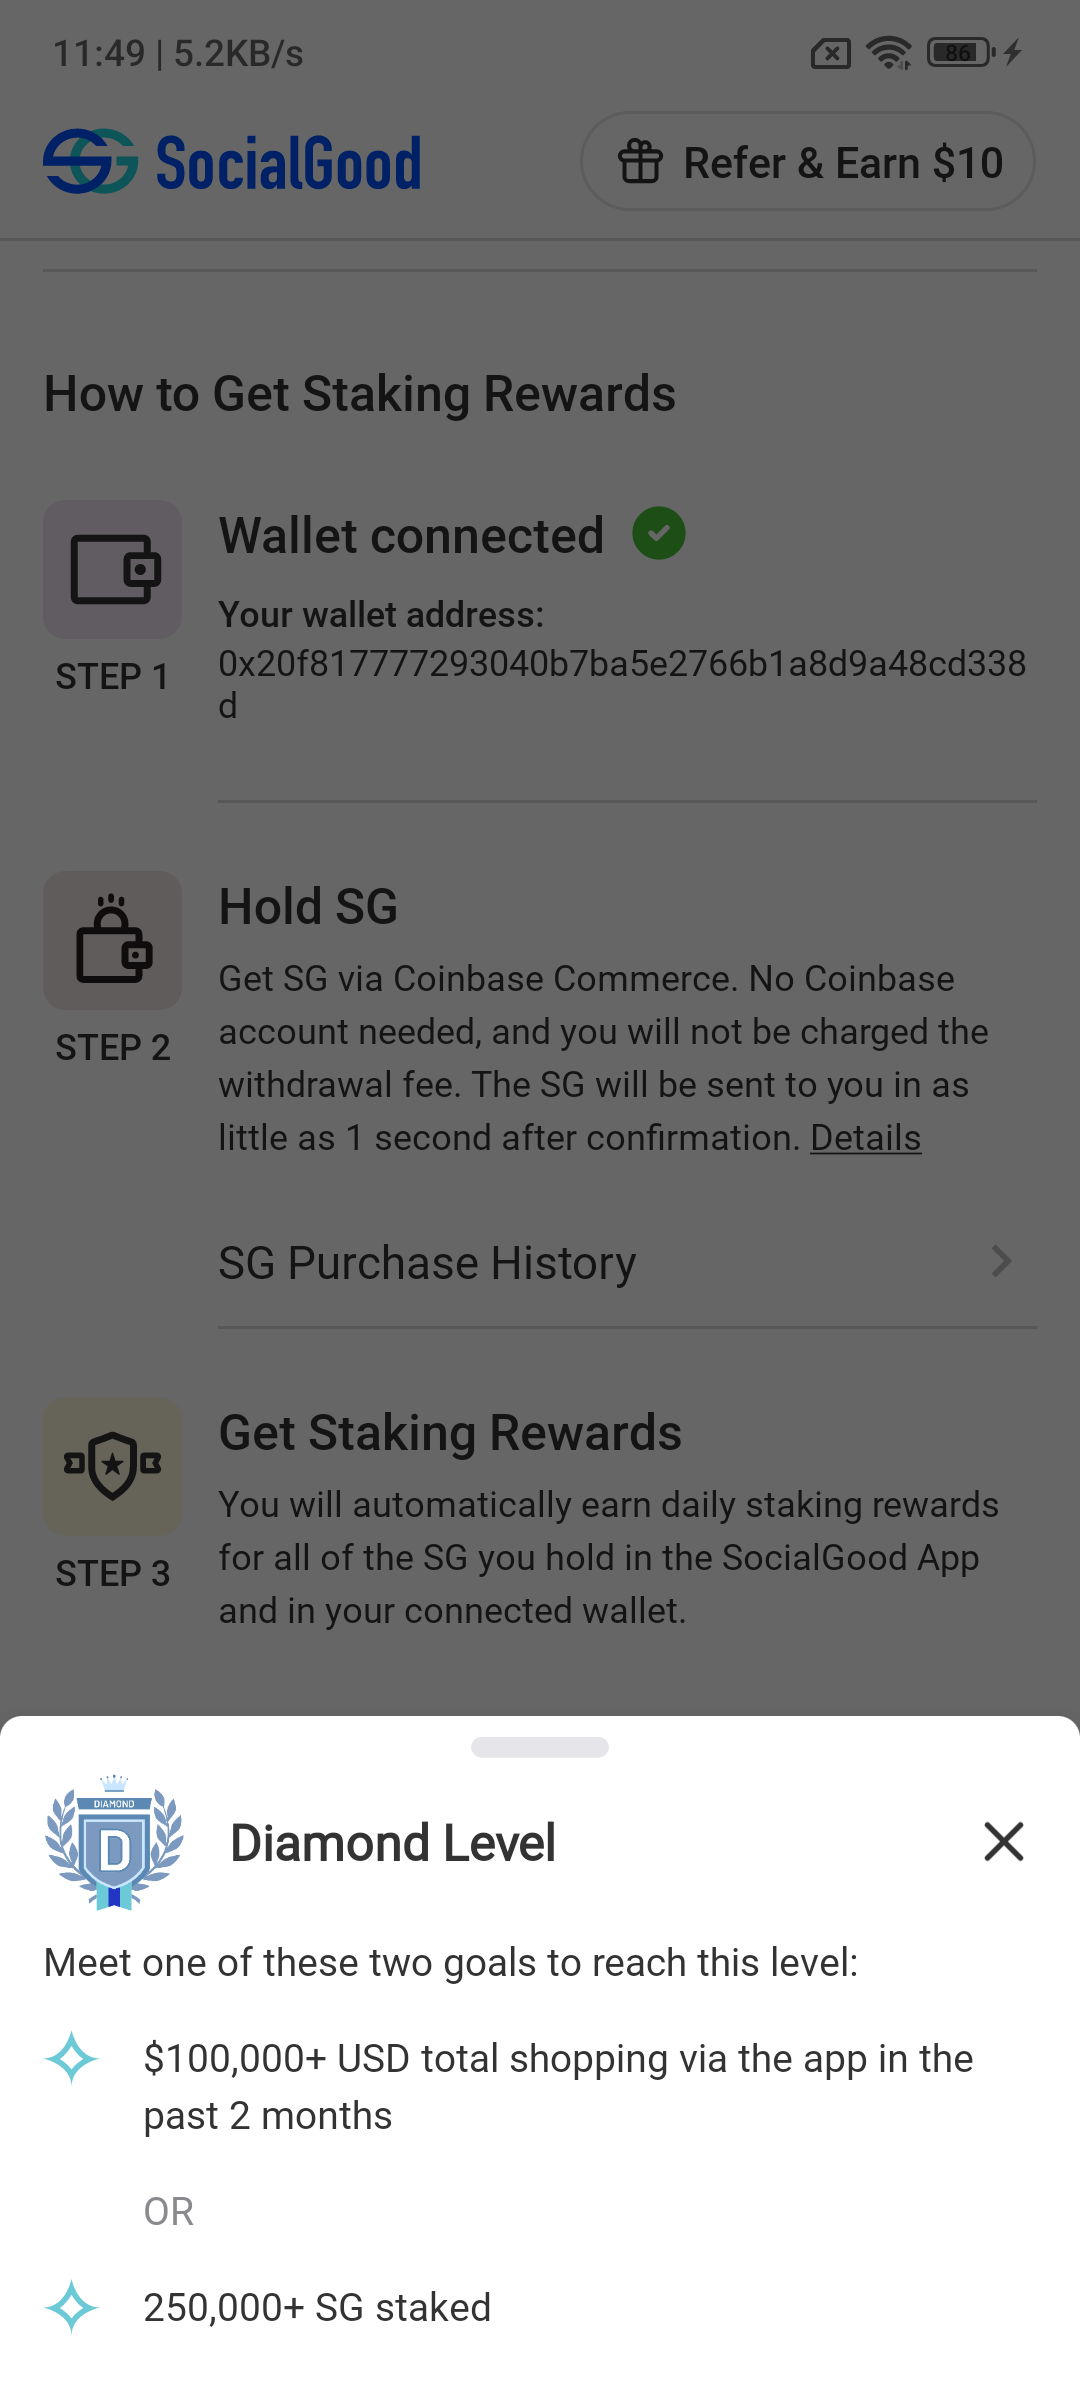 11:49 | 5.2KB/s
86
SocialGood
Refer & Earn $10
How to Get Staking Rewards
Wallet connected
Your wallet address:
0x20f817777293040b7ba5e2766b1a8d9a48cd338
d
STEP 1
Hold SG
Get SG via Coinbase Commerce. No Coinbase
account needed, and you will not be charged the
withdrawal fee. The SG will be sent to you in as
little as 1 second after confirmation. Details
STEP 2
SG Purchase History
Get Staking Rewards
You will automatically earn daily staking rewards
for all of the SG you hold in the SocialGood App
and in your connected wallet.
STEP 3
DIAMOND
D
Diamond Level
Meet one of these two goals to reach this level:
$100,000+ USD total shopping via the app in the
past 2 months
OR
250,000+ SG staked